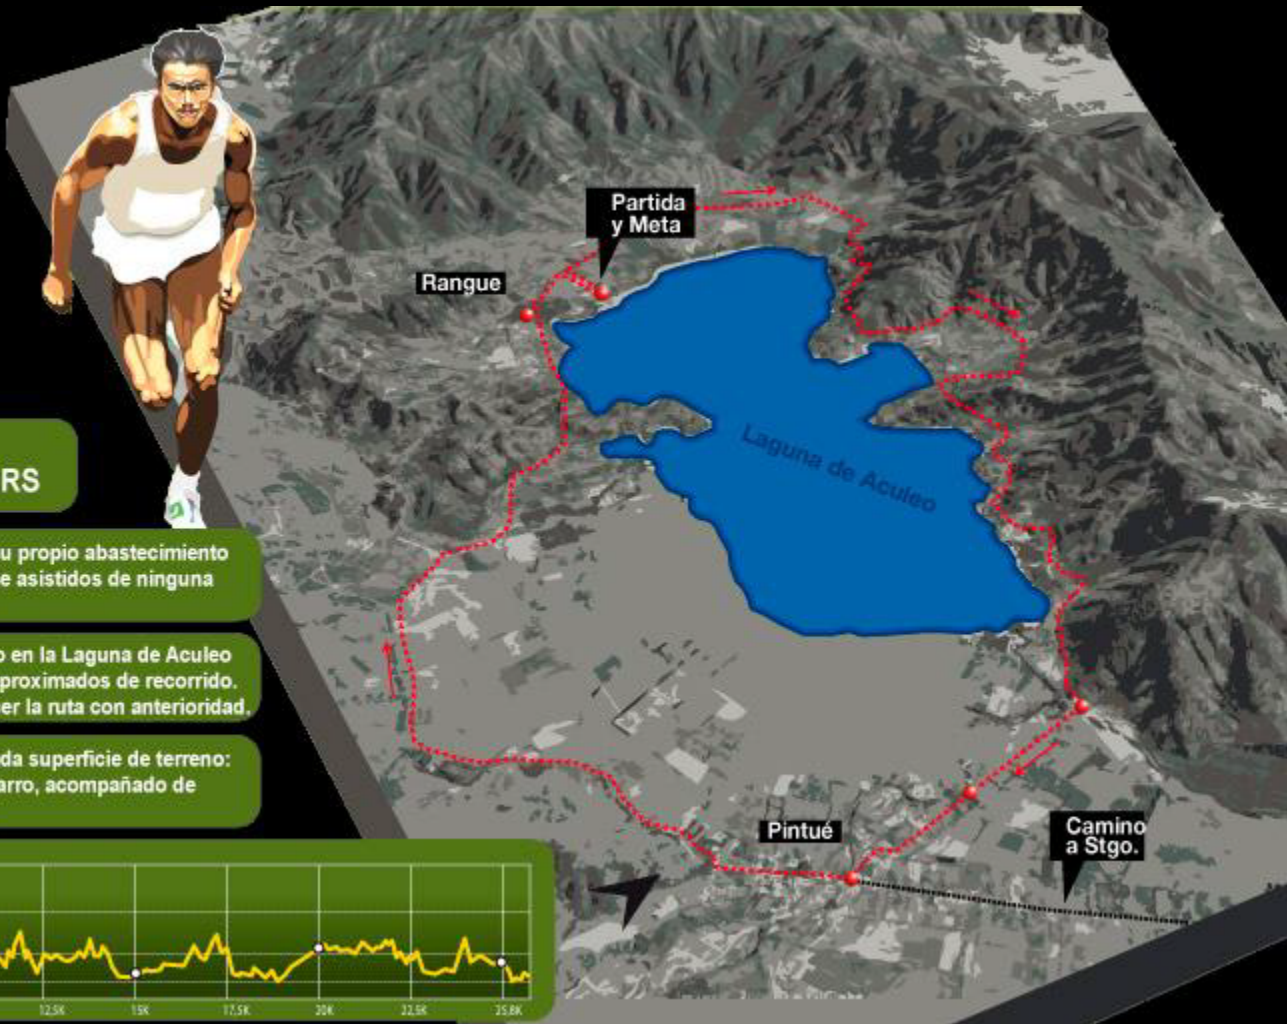 Partida
y Meta
Rangue
Laguna de Aculeo
RS
u propio abastecimiento
e asistidos de ninguna
o en la Laguna de Aculeo
proximados de recorrido.
er la ruta con anterioridad.
da superficie de terreno:
arro, acompañado de
Pintué
Camino
a Stgo.
12,5K 15K 17,5K 20K 22,5K 25,8K